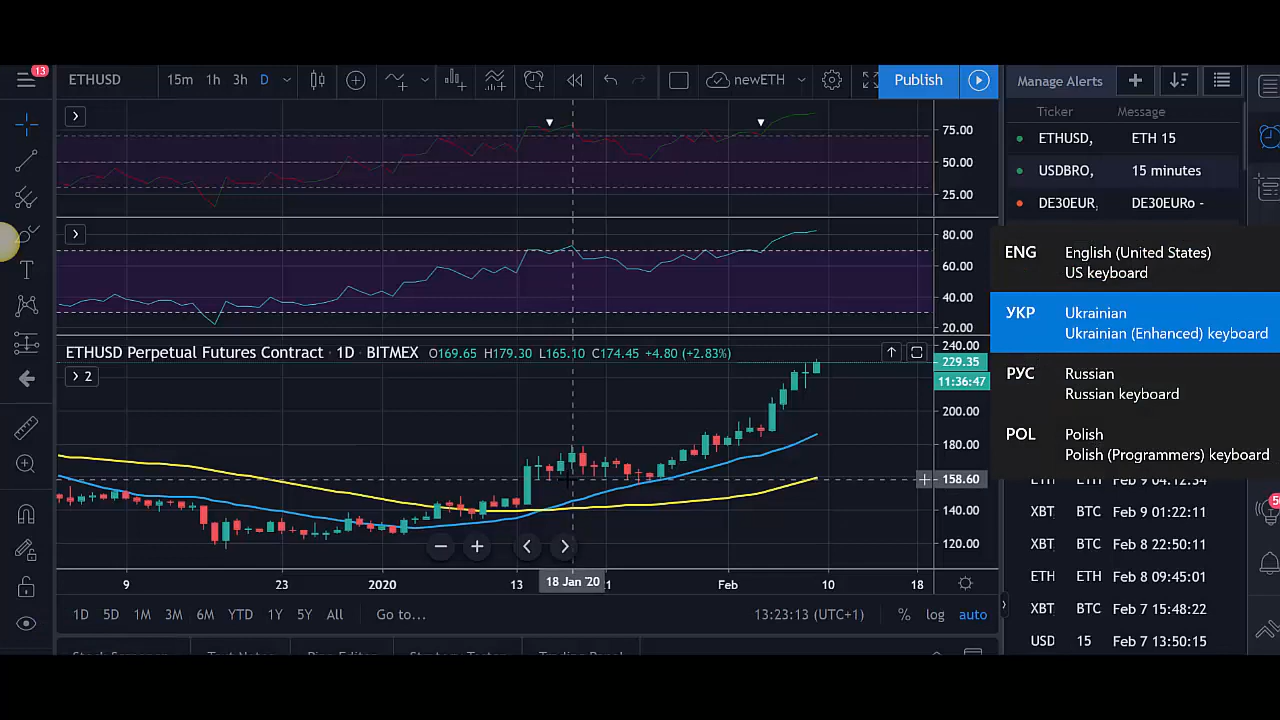 13
ETHUSD 15m 1h 3h D newETH Publish
Manage Alerts
Ticker Message
75.00
ETHUSD, ETH 15
50.00
USDBRO, 15 minutes
25.00
DE30EUR, DE30EURo -
80.00
60.00
40.00
20.00
ENG English (United States)
US keyboard
УКР Ukrainian
Ukrainian (Enhanced) keyboard
РУС Russian
Russian keyboard
POL Polish
Polish (Programmers) keyboard
ETHUSD Perpetual Futures Contract · 1D · BITMEX O169.65 H179.30 L165.10 C174.45 +4.80 (+2.83%)
2
240.00
229.35
11:36:47
200.00
180.00
158.60
140.00
120.00
Feb 9 04:12:34
XBT BTC Feb 9 01:22:11
XBT BTC Feb 8 22:50:11
ETH ETH Feb 8 09:45:01
XBT BTC Feb 7 15:48:22
USD 15 Feb 7 13:50:15
9 23 2020 13 18 Jan '20 Feb 10 18
1D 5D 1M 3M 6M YTD 1Y 5Y All Go to... 13:23:13 (UTC+1) % log auto